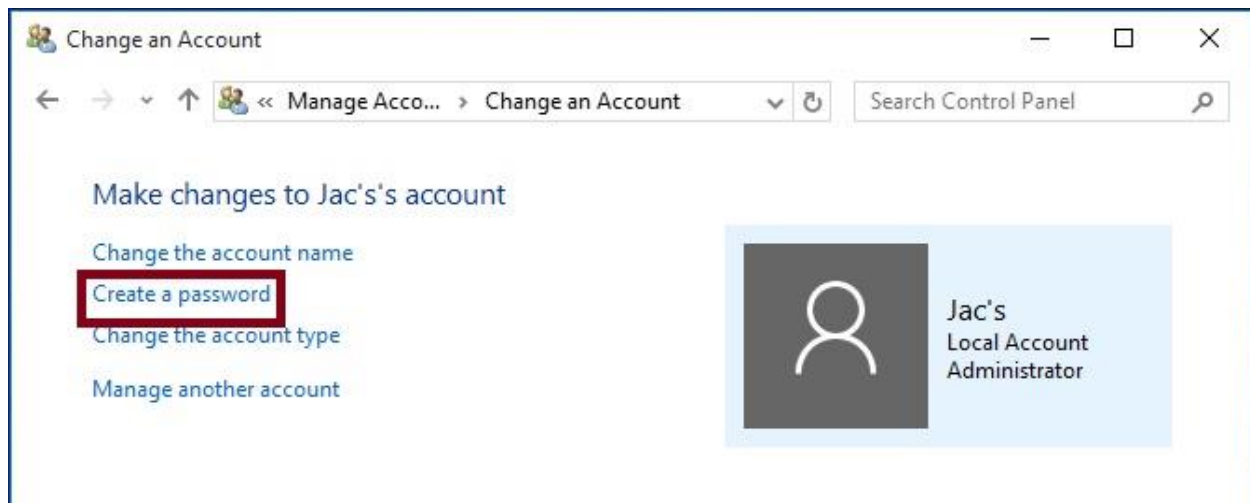 Change an Account
« Manage Acco... > Change an Account
Search Control Panel
Make changes to Jac's's account
Change the account name
Create a password
Change the account type
Manage another account
Jac's
Local Account
Administrator